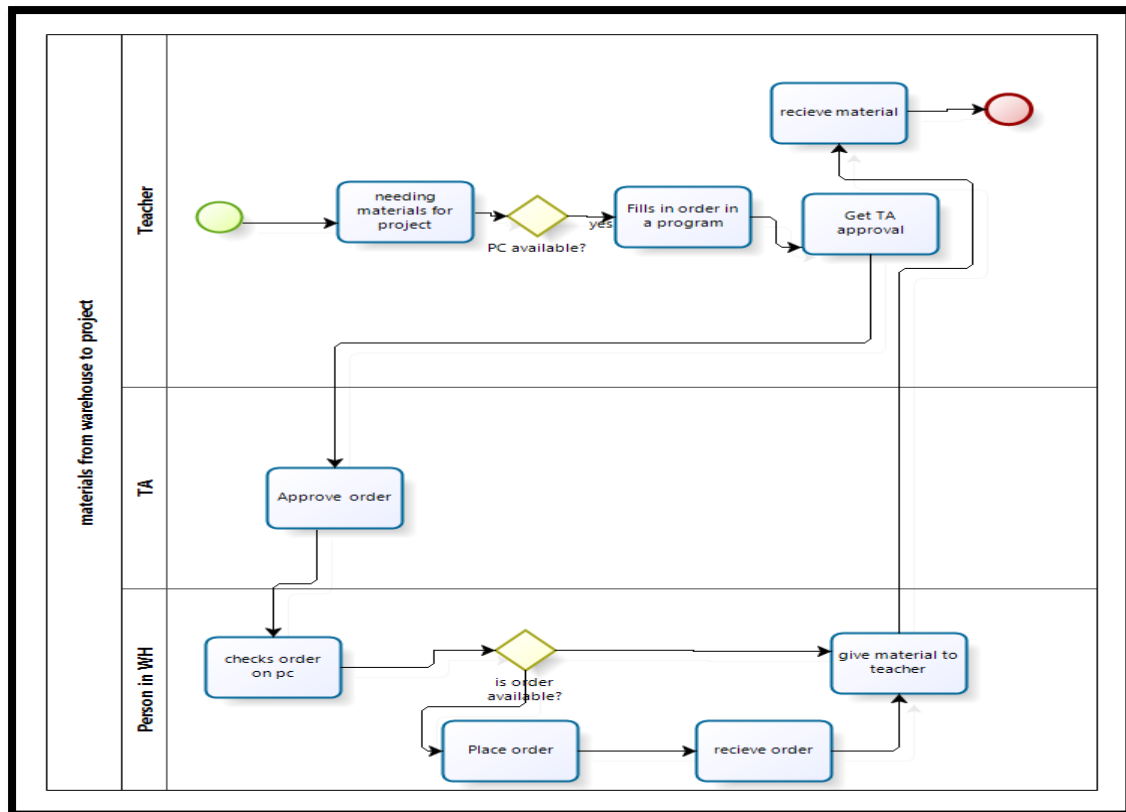 materials from warehouse to project
Teacher
needing
materials for
project
PC available?
yes
Fills in order in
a program
Get TA
approval
recieve material
TA
Approve order
Person in WH
checks order
on pc
is order
available?
Place order
recieve order
give material to
teacher